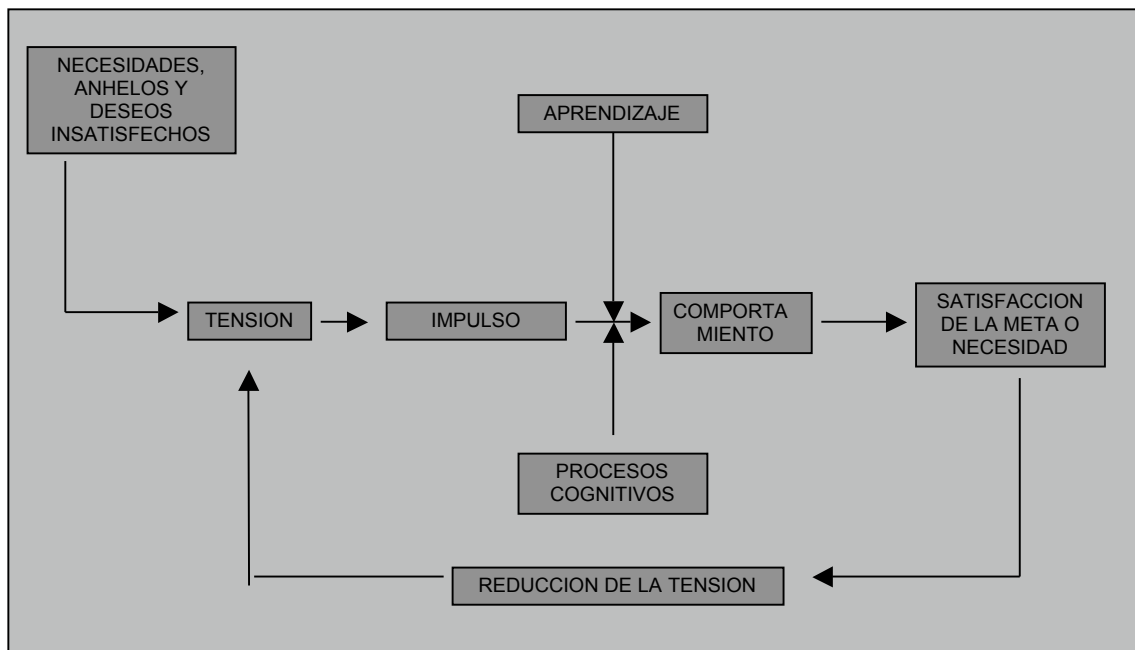 NECESIDADES,
ANHELOS Y
DESEOS
INSATISFECHOS
APRENDIZAJE
TENSION
IMPULSO
COMPORTA
MIENTO
SATISFACCION
DE LA META O
NECESIDAD
PROCESOS
COGNITIVOS
REDUCCION DE LA TENSION